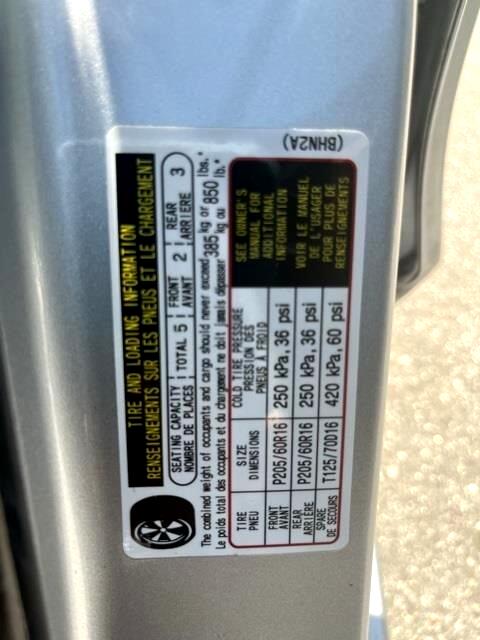 TIRE AND LOADING INFORMATION
RENSEIGNEMENTS SUR LES PNEUS ET LE CHARGEMENT
SEATING CAPACITY TOTAL 5 FRONT 2 REAR 3
NOMBRE DE PLACES AVANT ARRIÈRE
The combined weight of occupants and cargo should never exceed 385 kg or 850 lbs.*
Le poids total des occupants et du chargement ne doit jamais dépasser kg ou lb.*
TIRE SIZE COLD TIRE PRESSURE
PNEU DIMENSIONS PRESSION DES PNEUS À FROID
FRONT AVANT P205/60R16 250 kPa, 36 psi
REAR ARRIÈRE P205/60R16 250 kPa, 36 psi
SPARE DE SECOURS T125/70D16 420 kPa, 60 psi
SEE OWNER'S
MANUAL FOR
ADDITIONAL
INFORMATION
VOIR LE MANUEL
DE L'USAGER
POUR PLUS DE
RENSEIGNEMENTS
(BHN2A)